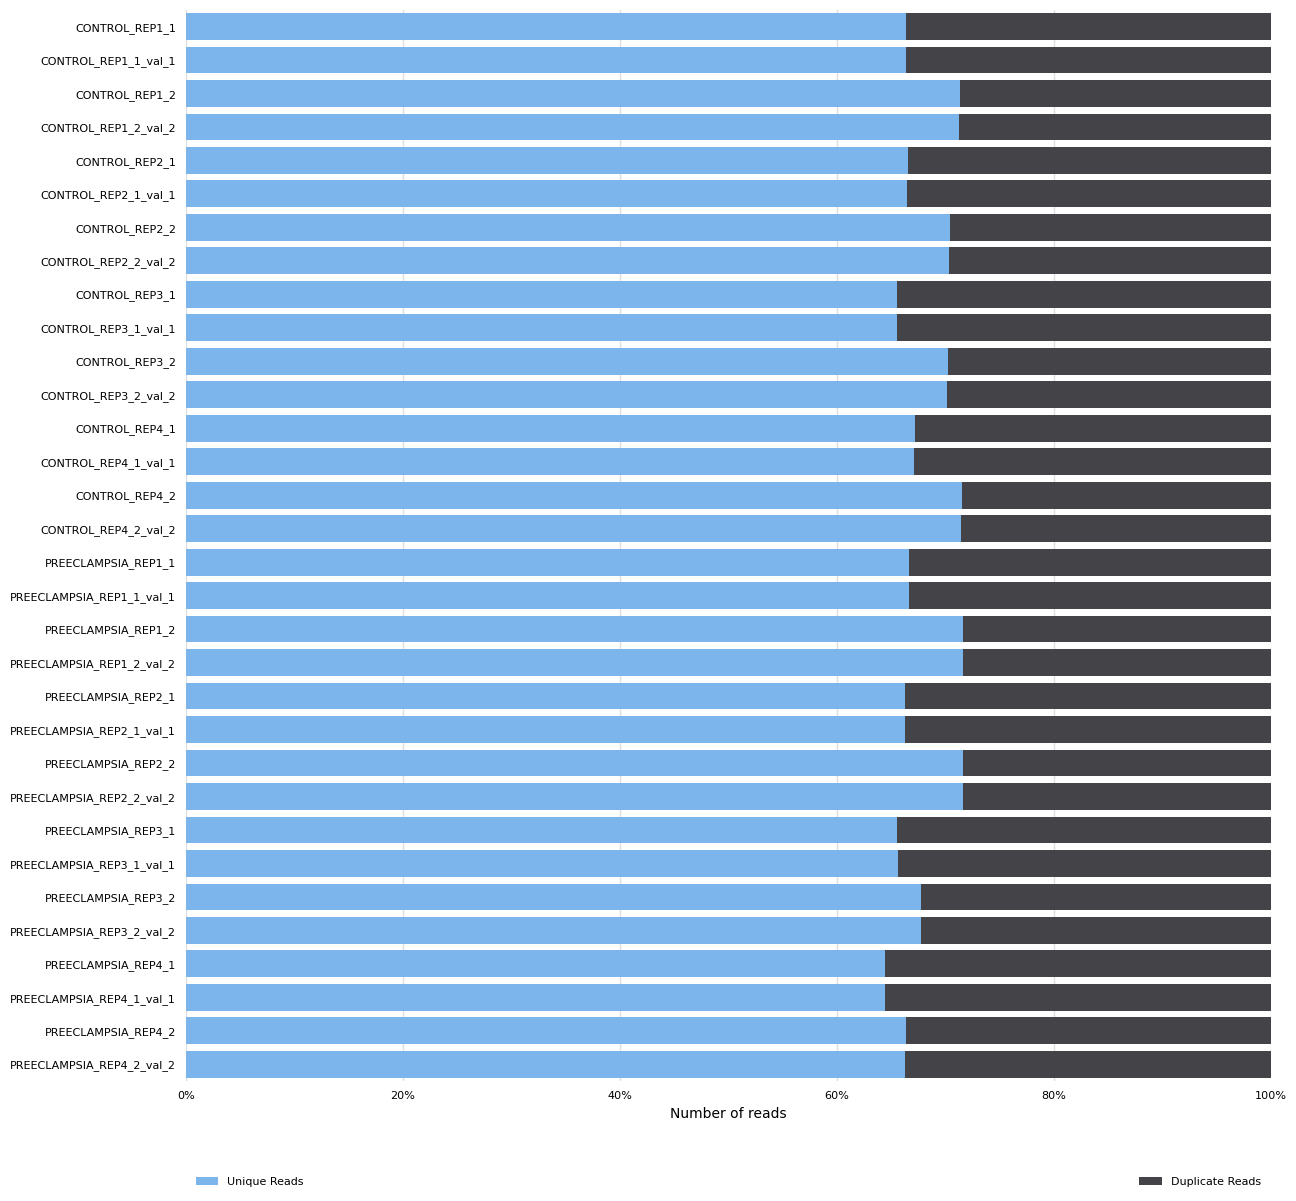 CONTROL_REP1_1
CONTROL_REP1_1_val_1
CONTROL_REP1_2
CONTROL_REP1_2_val_2
CONTROL_REP2_1
CONTROL_REP2_1_val_1
CONTROL_REP2_2
CONTROL_REP2_2_val_2
CONTROL_REP3_1
CONTROL_REP3_1_val_1
CONTROL_REP3_2
CONTROL_REP3_2_val_2
CONTROL_REP4_1
CONTROL_REP4_1_val_1
CONTROL_REP4_2
CONTROL_REP4_2_val_2
PREECLAMPSIA_REP1_1
PREECLAMPSIA_REP1_1_val_1
PREECLAMPSIA_REP1_2
PREECLAMPSIA_REP1_2_val_2
PREECLAMPSIA_REP2_1
PREECLAMPSIA_REP2_1_val_1
PREECLAMPSIA_REP2_2
PREECLAMPSIA_REP2_2_val_2
PREECLAMPSIA_REP3_1
PREECLAMPSIA_REP3_1_val_1
PREECLAMPSIA_REP3_2
PREECLAMPSIA_REP3_2_val_2
PREECLAMPSIA_REP4_1
PREECLAMPSIA_REP4_1_val_1
PREECLAMPSIA_REP4_2
PREECLAMPSIA_REP4_2_val_2
0% 20% 40% 60% 80% 100%
Number of reads
Unique Reads Duplicate Reads